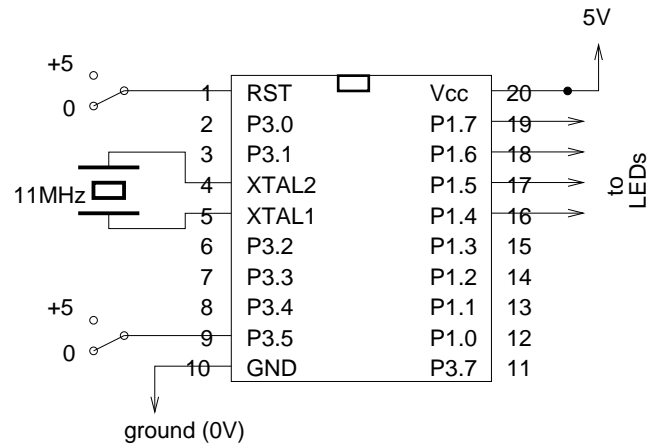 5V
+5
0
1 RST Vcc 20
2 P3.0 P1.7 19
3 P3.1 P1.6 18
11MHz
4 XTAL2 P1.5 17
5 XTAL1 P1.4 16
to
LEDs
6 P3.2 P1.3 15
7 P3.3 P1.2 14
8 P3.4 P1.1 13
+5
0
9 P3.5 P1.0 12
10 GND P3.7 11
ground (0V)